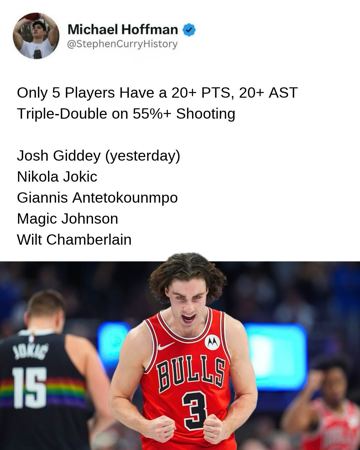 Michael Hoffman
@StephenCurryHistory
Only 5 Players Have a 20+ PTS, 20+ AST
Triple-Double on 55%+ Shooting
Josh Giddey (yesterday)
Nikola Jokic
Giannis Antetokounmpo
Magic Johnson
Wilt Chamberlain
JOKIĆ
15
BULLS
3